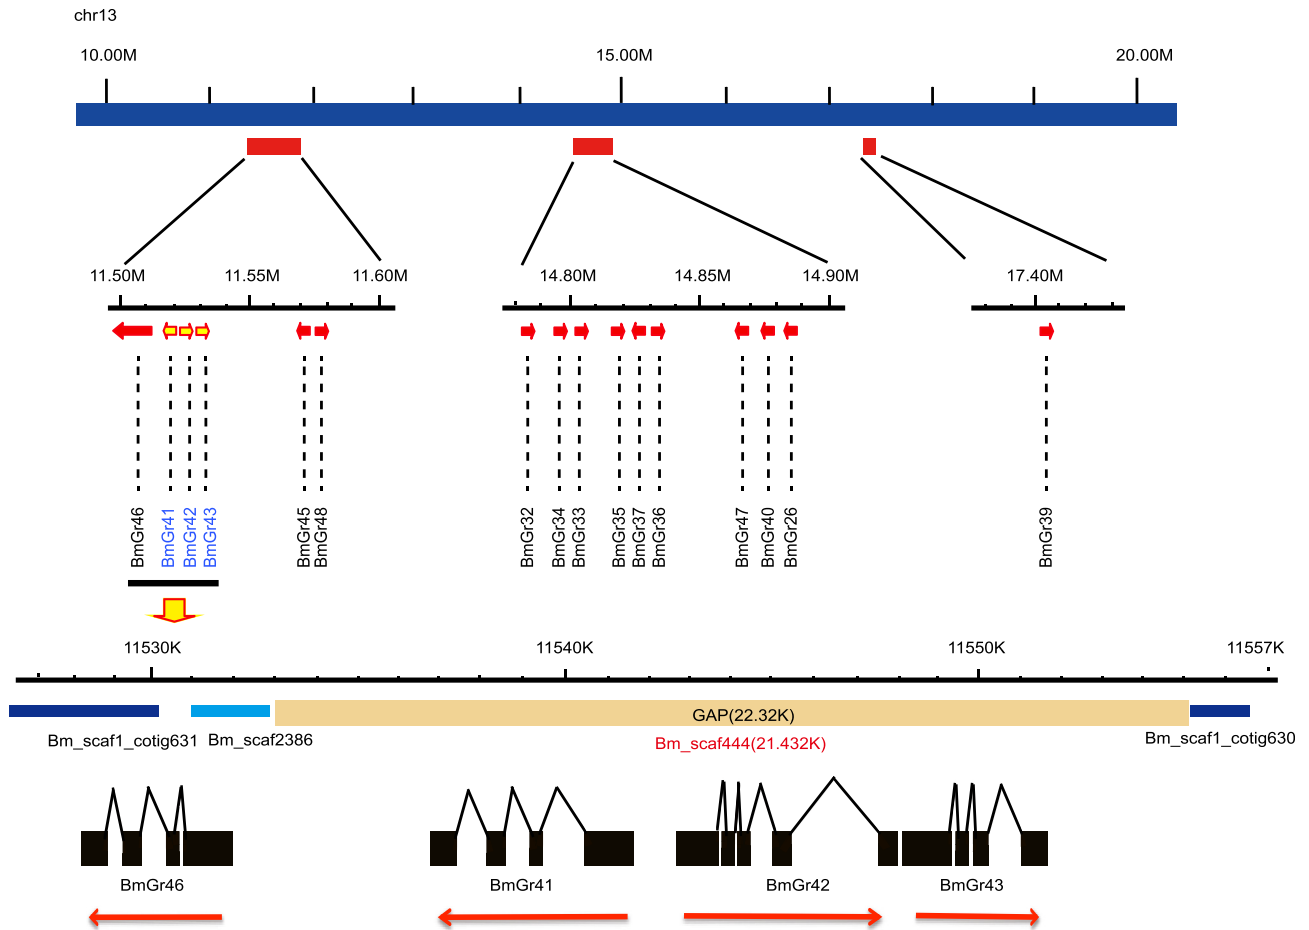 chr13
10.00M 15.00M 20.00M
11.50M 11.55M 11.60M 14.80M 14.85M 14.90M 17.40M
BmGr46 BmGr41 BmGr42 BmGr43 BmGr45 BmGr48 BmGr32 BmGr34 BmGr33 BmGr35 BmGr37 BmGr36 BmGr47 BmGr40 BmGr26 BmGr39
11530K 11540K 11550K 11557K
GAP(22.32K)
Bm_scaf1_cotig631 Bm_scaf2386 Bm_scaf444(21.432K) Bm_scaf1_cotig630
BmGr46 BmGr41 BmGr42 BmGr43